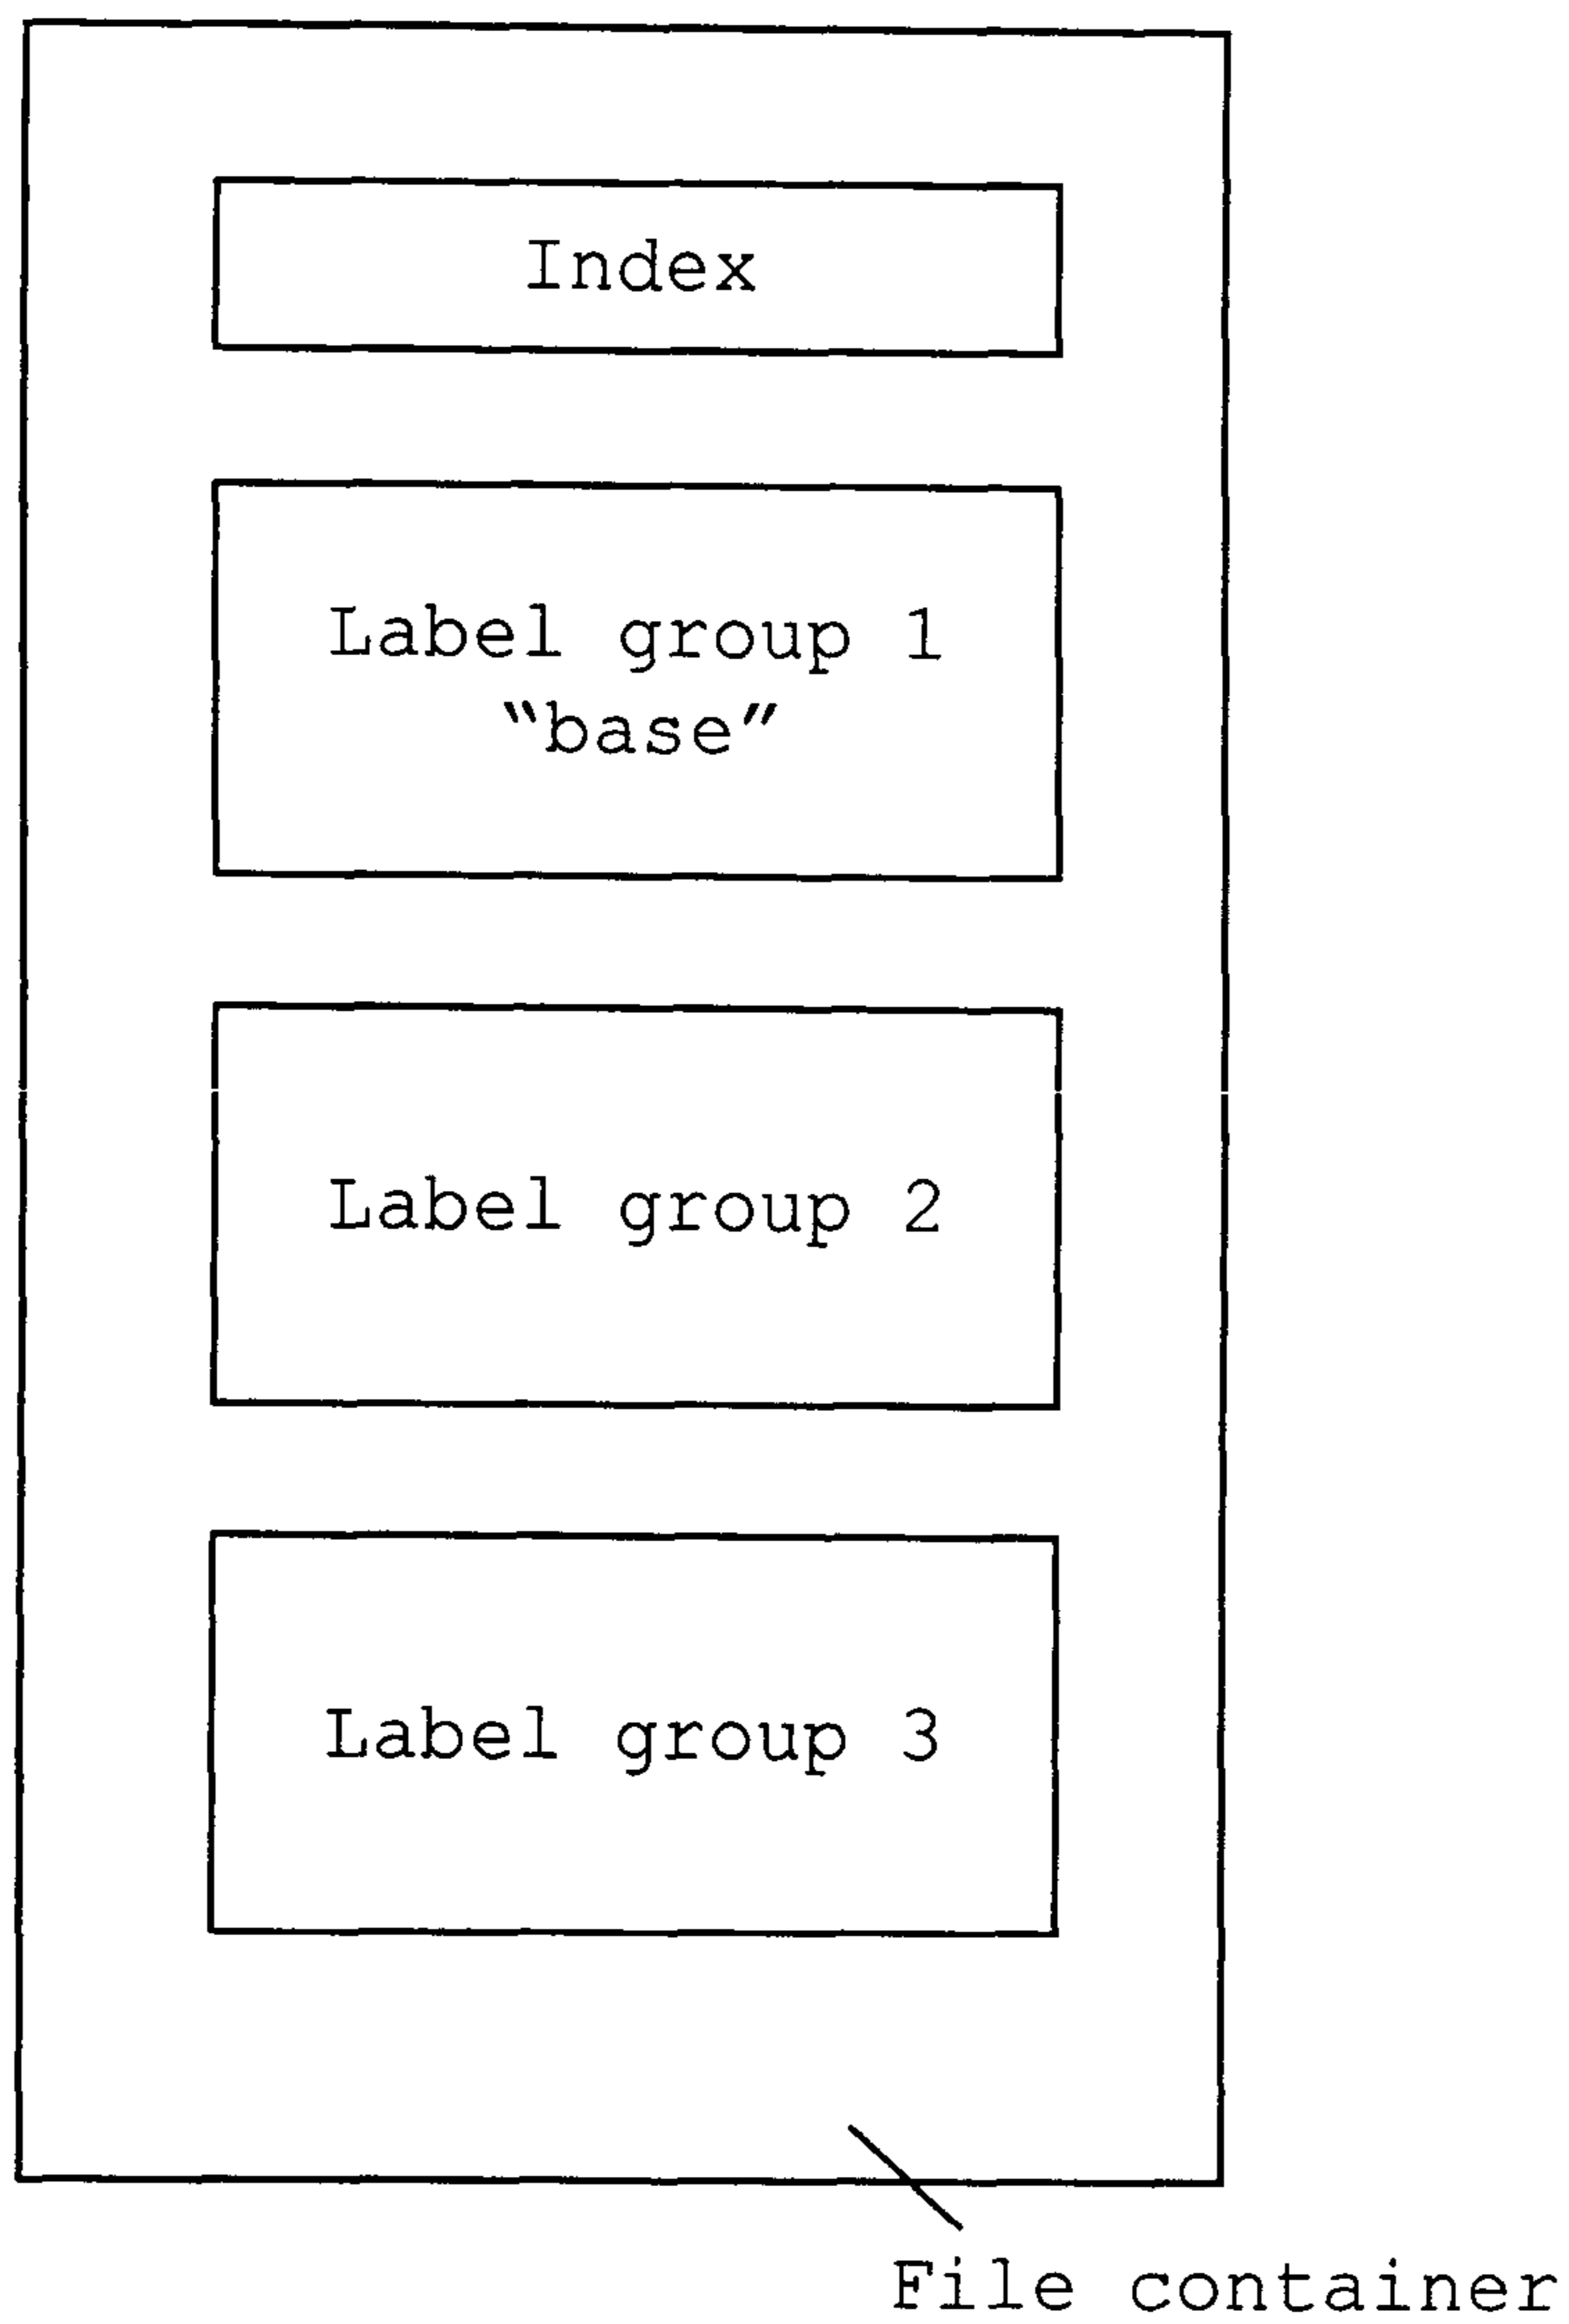 Index
Label group 1
“base”
Label group 2
Label group 3
File container